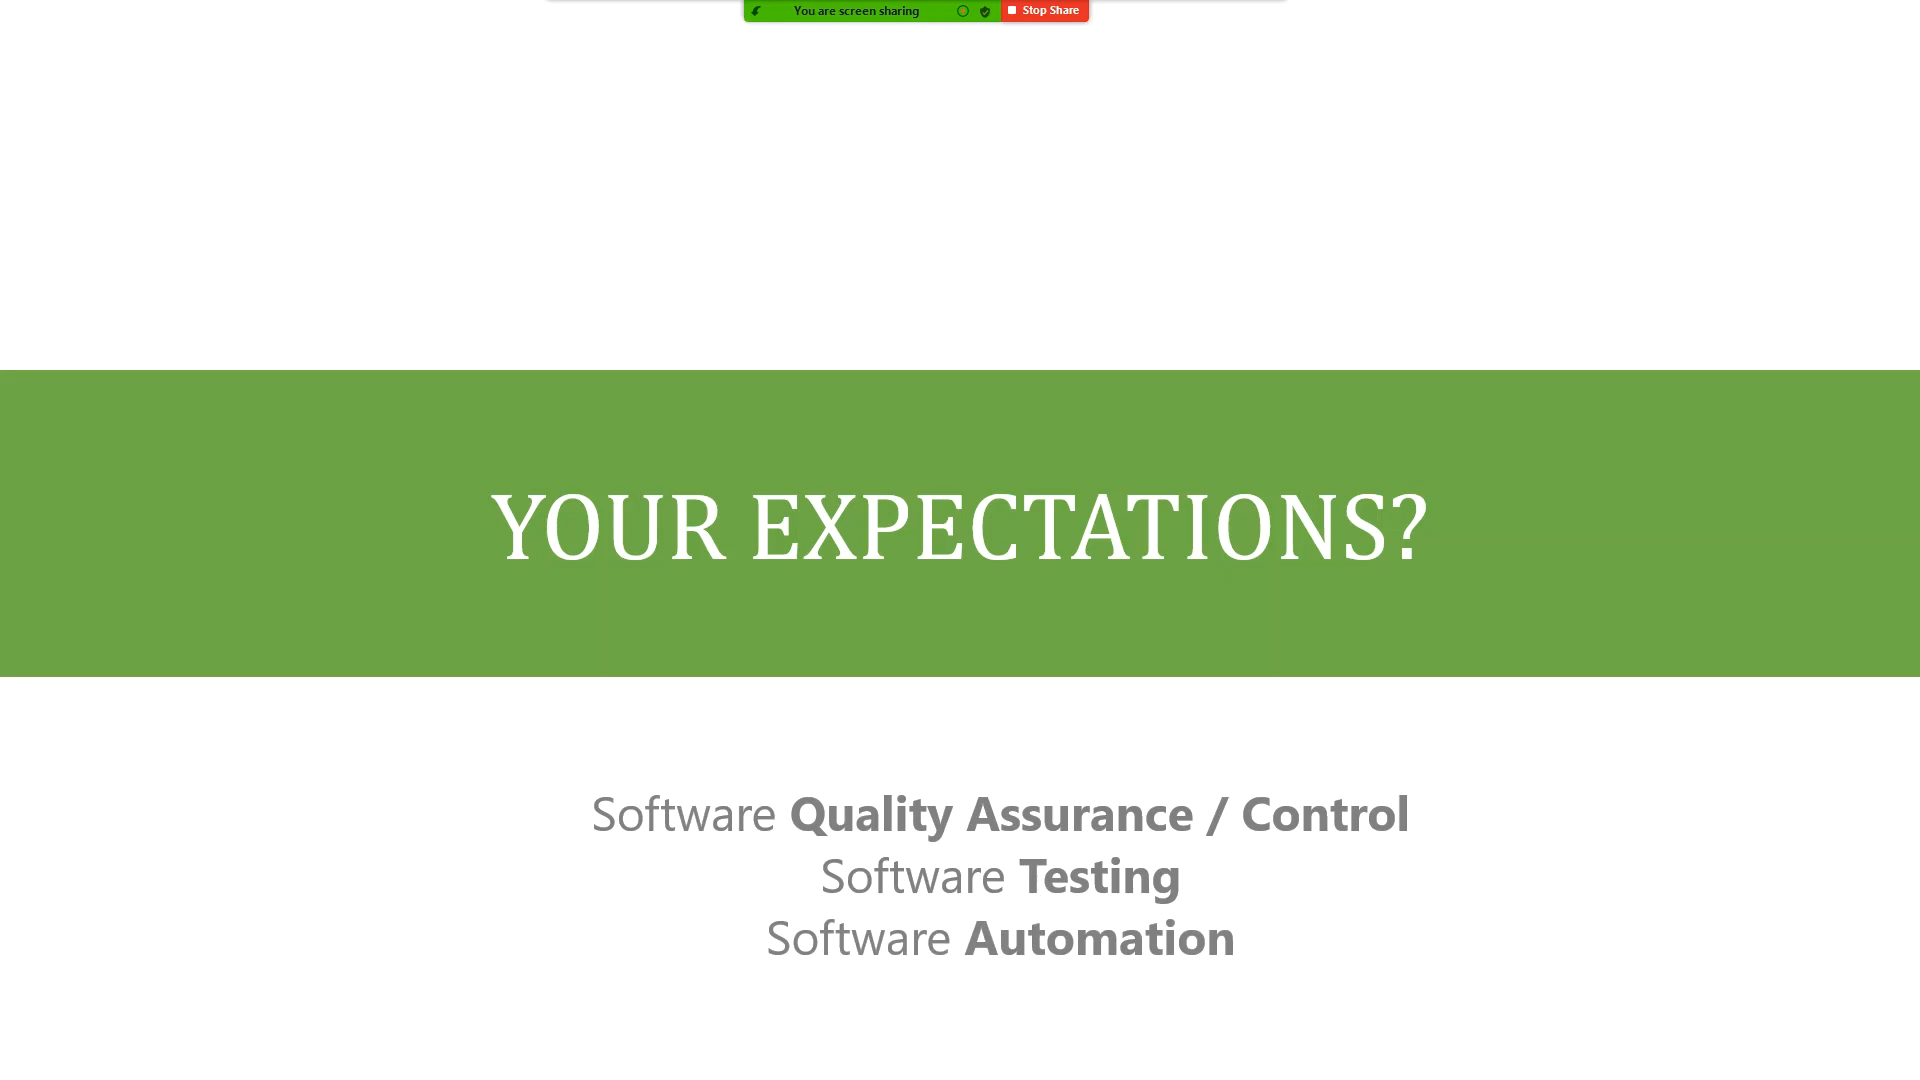 You are screen sharing
Stop Share
YOUR EXPECTATIONS?
Software Quality Assurance / Control
Software Testing
Software Automation